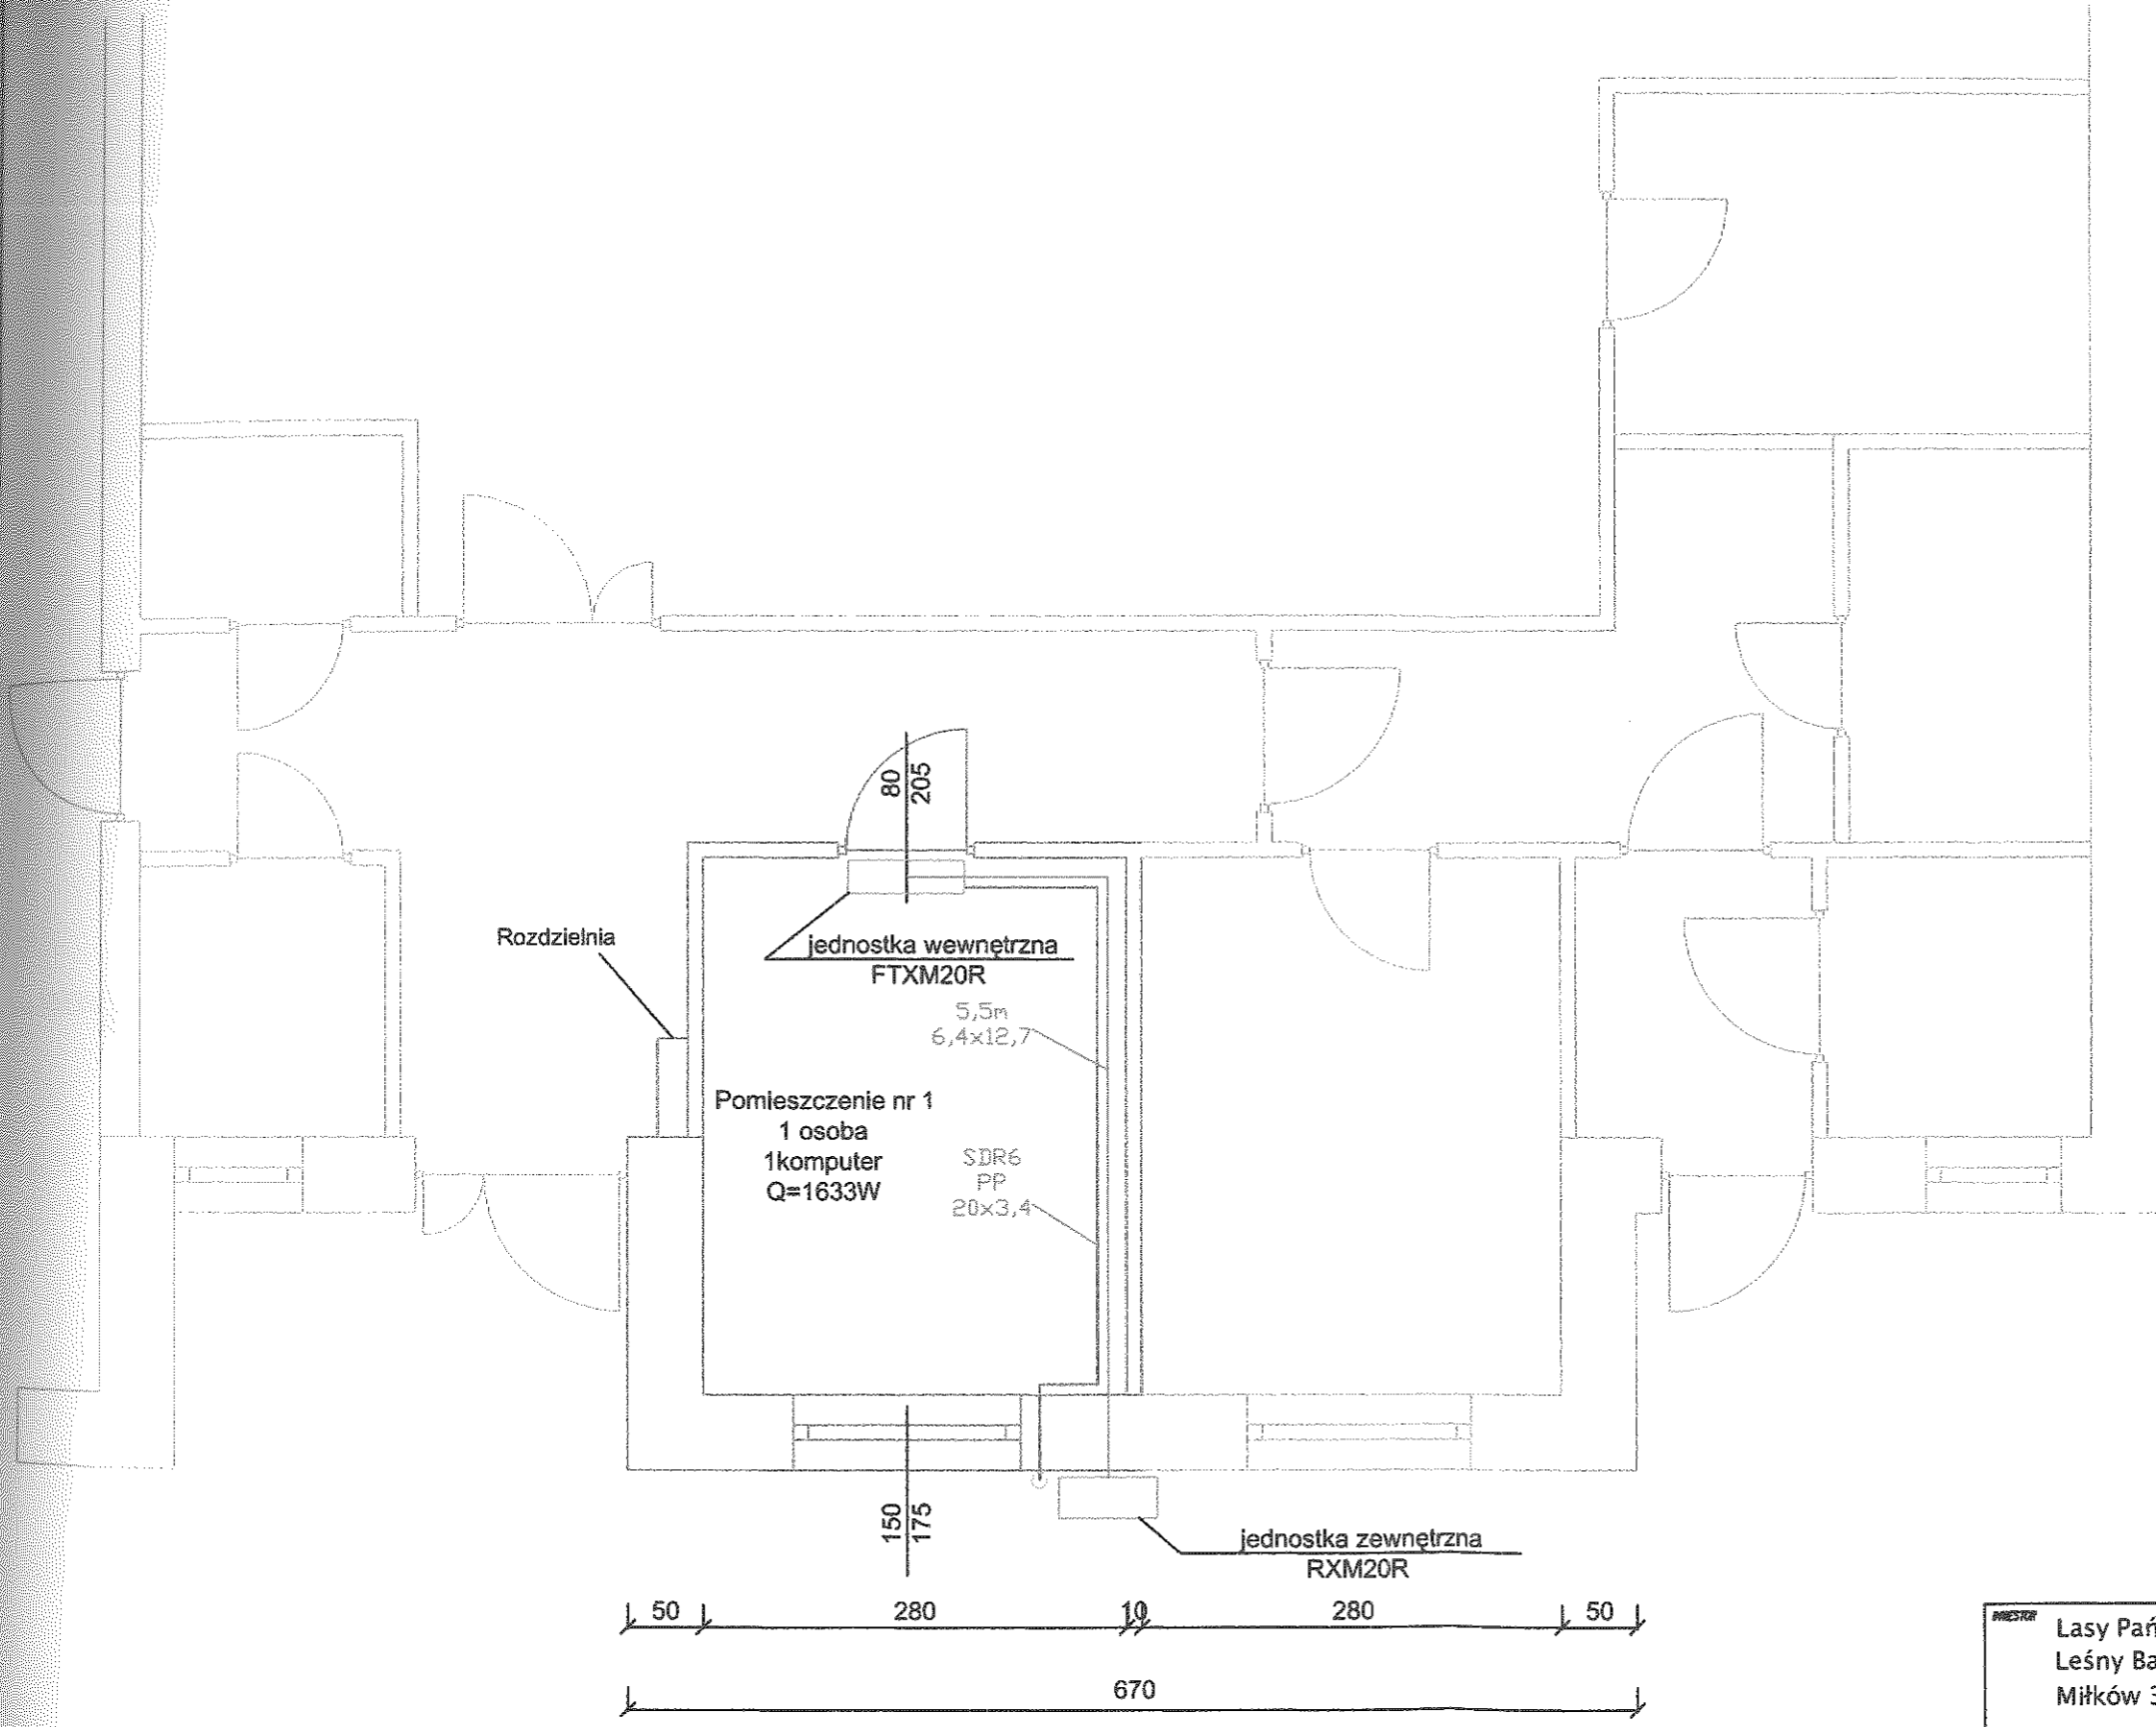 80
205
Rozdzielnia
jednostka wewnętrzna
FTXM20R
5,5m
6,4x12,7
Pomieszczenie nr 1
1 osoba
1komputer
Q=1633W
SDR6
PP
20x3,4
150
175
jednostka zewnętrzna
RXM20R
50 280 10 280 50
670
Lasy Pań
Leśny Ba
Miłków 3